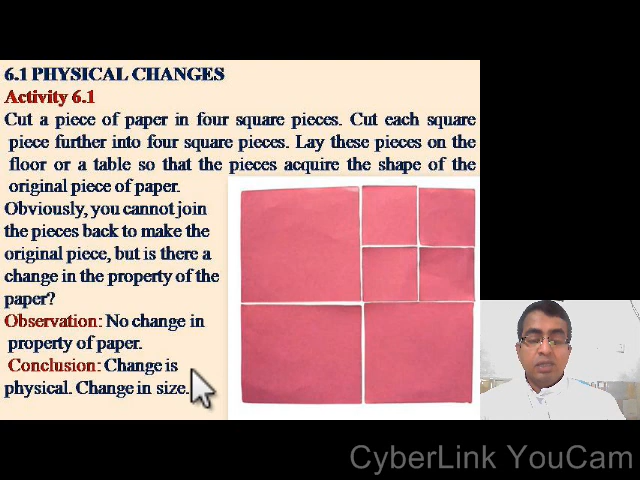 6.1 PHYSICAL CHANGES
Activity 6.1
Cut a piece of paper in four square pieces. Cut each square
piece further into four square pieces. Lay these pieces on the
floor or a table so that the pieces acquire the shape of the
original piece of paper.
Obviously, you cannot join
the pieces back to make the
original piece, but is there a
change in the property of the
paper?
Observation: No change in
property of paper.
Conclusion: Change is
physical. Change in size.
CyberLink YouCam